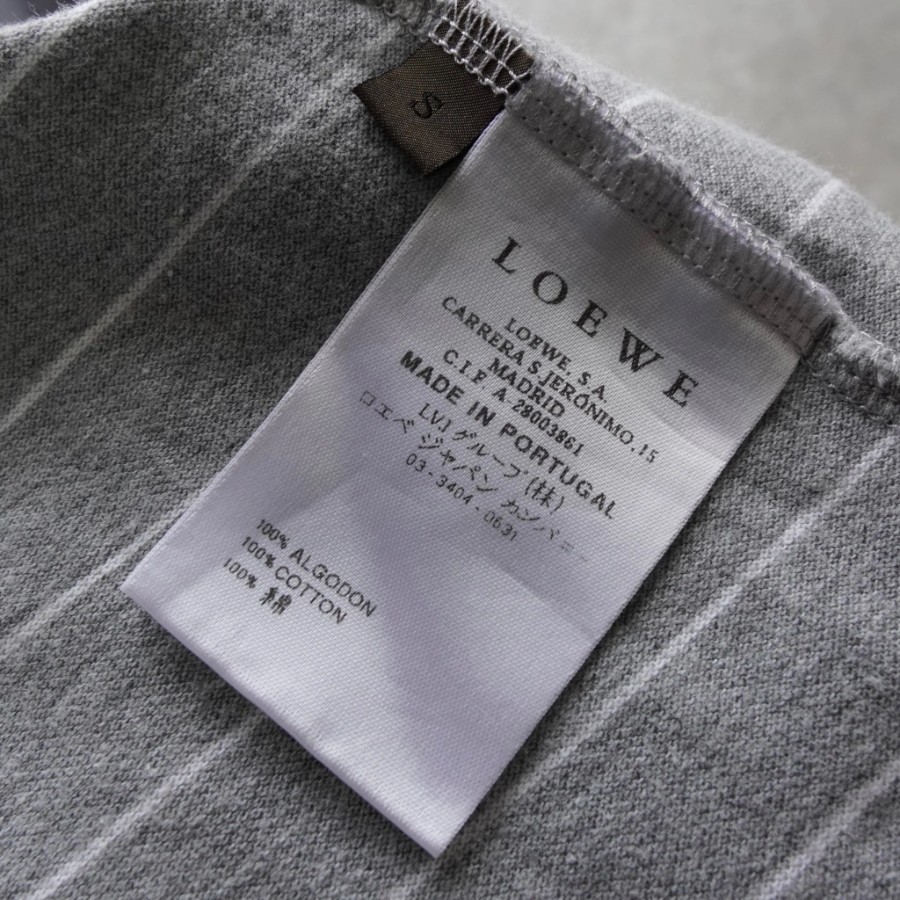 S
LOEWE
LOEWE, S.A.
CARRERA S.JERÓNIMO,15
MADRID
C.I.F. A 28003861
MADE IN PORTUGAL
LVJグループ(株)
ロエベ ジャパン カンパニー
03-3404-0631
100% ALGODON
100% COTTON
100% 綿